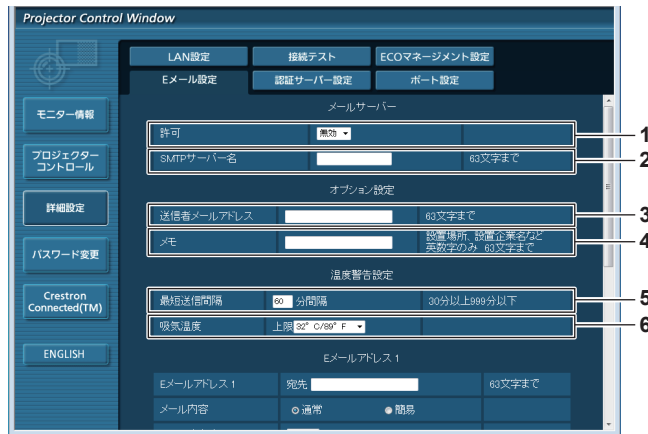 Projector Control Window
LAN設定 接続テスト ECOマネージメント設定
Eメール設定 認証サーバー設定 ポート設定
モニター情報
プロジェクター
コントロール
詳細設定
パスワード変更
Crestron
Connected(TM)
ENGLISH
メールサーバー
許可 無効 1
SMTPサーバー名 63文字まで 2
オプション設定
送信者メールアドレス 63文字まで 3
メモ 設置場所、設置企業名など
英数字のみ 63文字まで 4
温度警告設定
最短送信間隔 60 分間隔 30分以上999分以下 5
吸気温度 上限 32° C/89° F 6
Eメールアドレス 1
Eメールアドレス 1 宛先 63文字まで
メール内容 通常 簡易